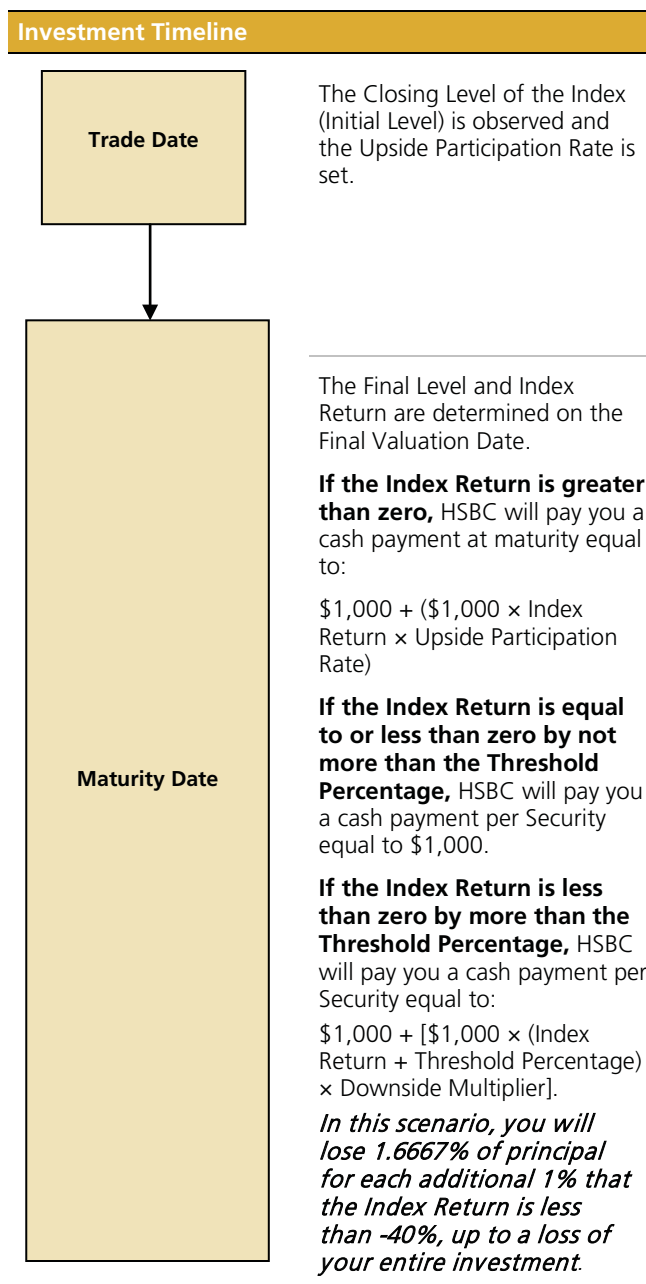 Investment Timeline
Trade Date
The Closing Level of the Index
(Initial Level) is observed and
the Upside Participation Rate is
set.
Maturity Date
The Final Level and Index
Return are determined on the
Final Valuation Date.
If the Index Return is greater
than zero, HSBC will pay you a
cash payment at maturity equal
to:
$1,000 + ($1,000 × Index
Return × Upside Participation
Rate)
If the Index Return is equal
to or less than zero by not
more than the Threshold
Percentage, HSBC will pay you
a cash payment per Security
equal to $1,000.
If the Index Return is less
than zero by more than the
Threshold Percentage, HSBC
will pay you a cash payment per
Security equal to:
$1,000 + [$1,000 × (Index
Return + Threshold Percentage)
× Downside Multiplier].
In this scenario, you will
lose 1.6667% of principal
for each additional 1% that
the Index Return is less
than -40%, up to a loss of
your entire investment.